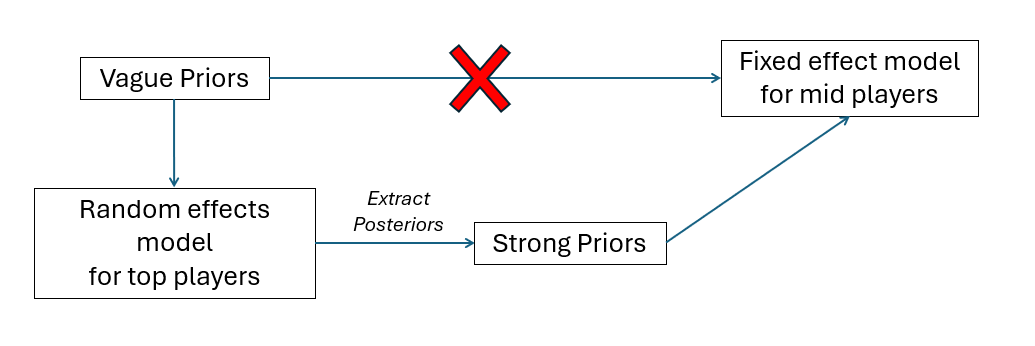 Vague Priors
Fixed effect model
for mid players
Random effects
model
for top players
Extract
Posteriors
Strong Priors